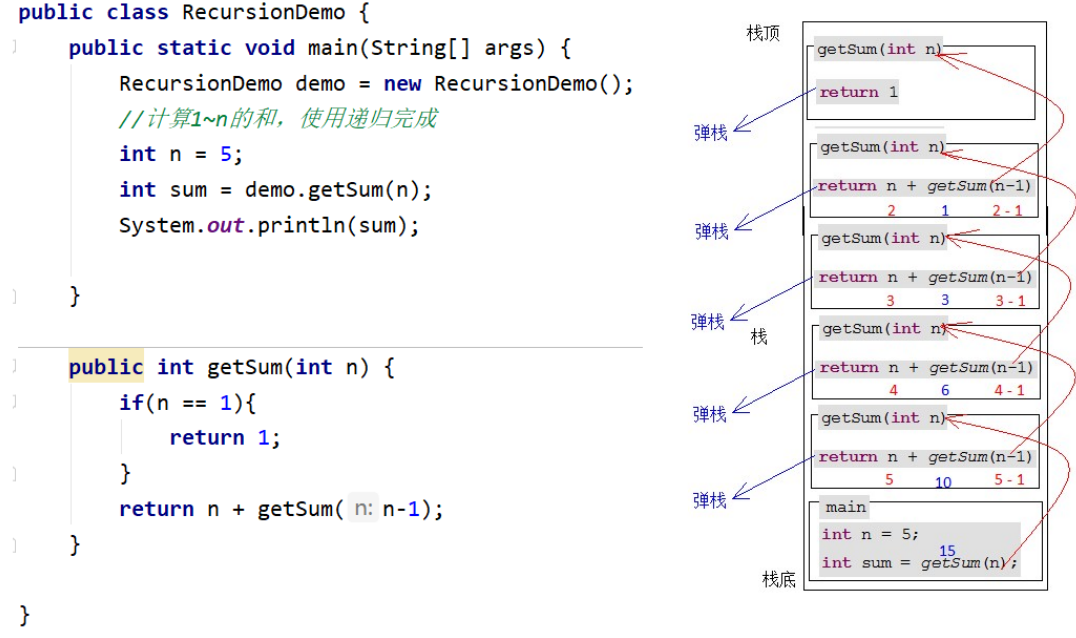 public class RecursionDemo {
public static void main(String[] args) {
RecursionDemo demo = new RecursionDemo();
//计算1~n的和，使用递归完成
int n = 5;
int sum = demo.getSum(n);
System.out.println(sum);
}
public int getSum(int n) {
if(n == 1){
return 1;
}
return n + getSum( n: n-1);
}
}
栈顶
getSum(int n)
return 1
弹栈
getSum(int n)
return n + getSum(n-1)
2 1 2 - 1
弹栈
getSum(int n)
return n + getSum(n-1)
3 3 3 - 1
弹栈
栈
getSum(int n)
return n + getSum(n-1)
4 6 4 - 1
弹栈
getSum(int n)
return n + getSum(n-1)
5 10 5 - 1
弹栈
main
int n = 5;
15
int sum = getSum(n);
栈底